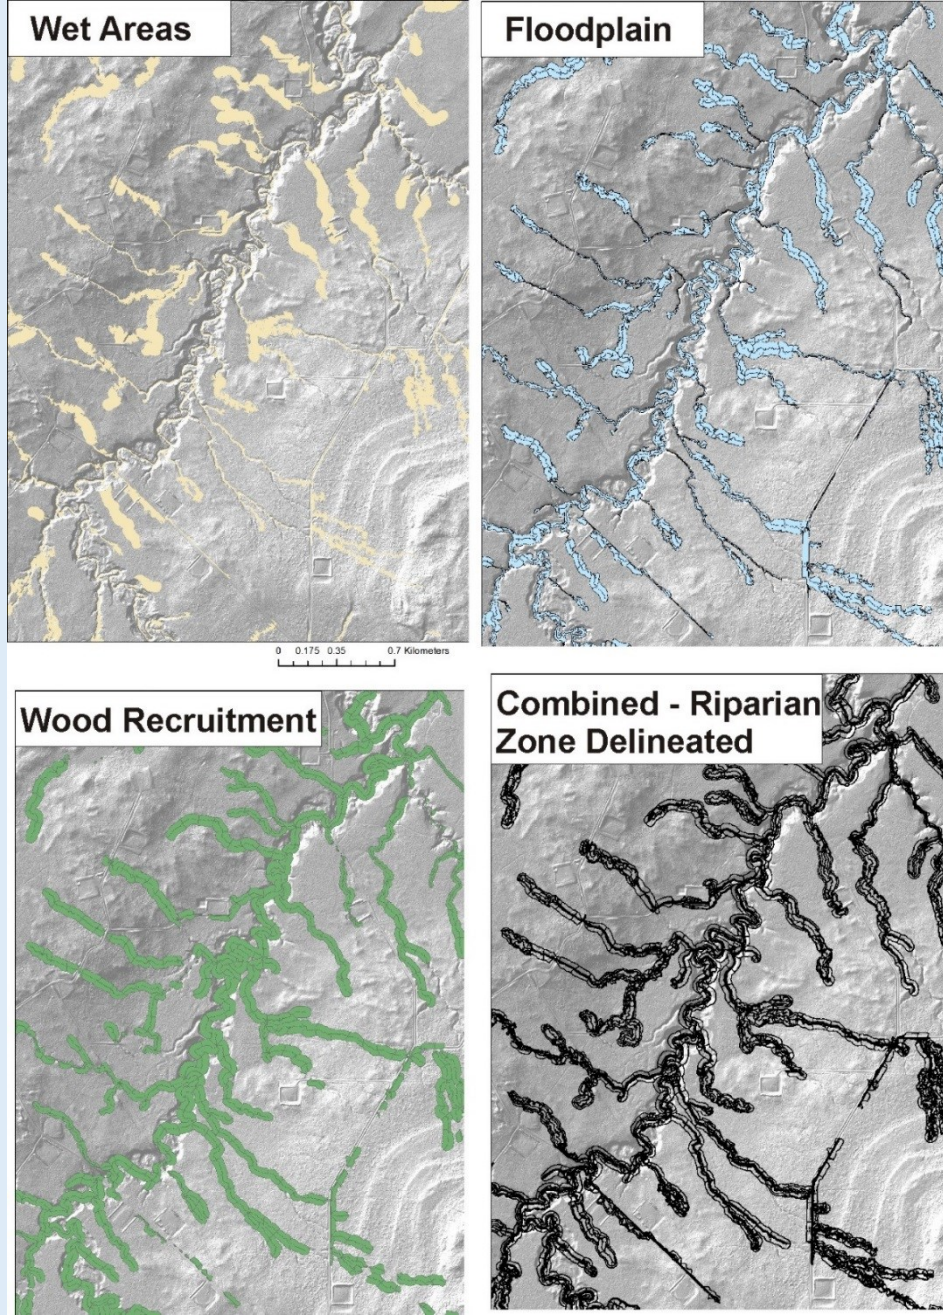 Wet Areas
Floodplain
0 0.175 0.35 0.7 Kilometers
Wood Recruitment
Combined - Riparian
Zone Delineated